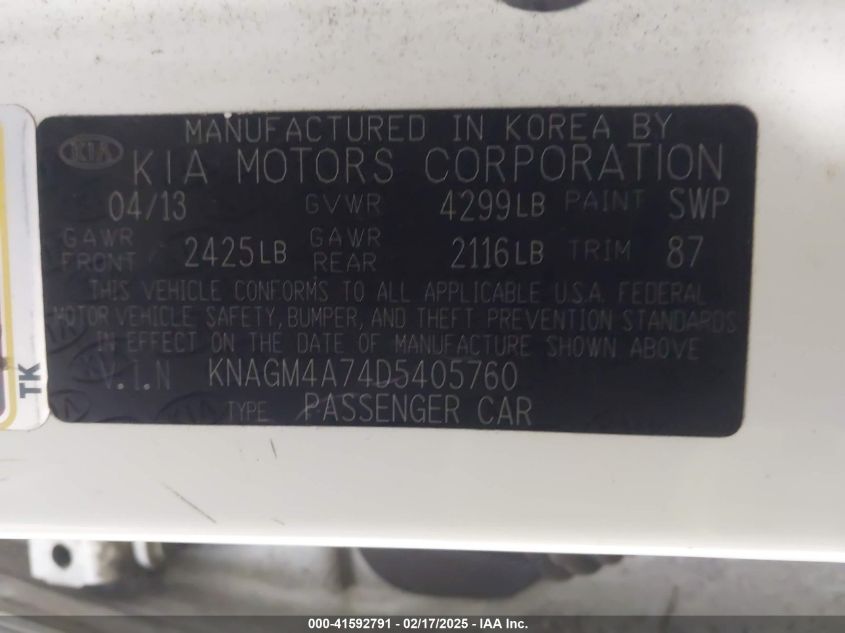 MANUFACTURED IN KOREA BY
KIA KIA MOTORS CORPORATION
04/13 GVWR 4299LB PAINT SWP
GAWR FRONT 2425LB GAWR REAR 2116LB TRIM 87
THIS VEHICLE CONFORMS TO ALL APPLICABLE U.S.A. FEDERAL
MOTOR VEHICLE SAFETY, BUMPER, AND THEFT PREVENTION STANDARDS
IN EFFECT ON THE DATE OF MANUFACTURE SHOWN ABOVE
V.I.N KNAGM4A74D5405760
TYPE PASSENGER CAR
TK
000-41592791 - 02/17/2025 - IAA Inc.